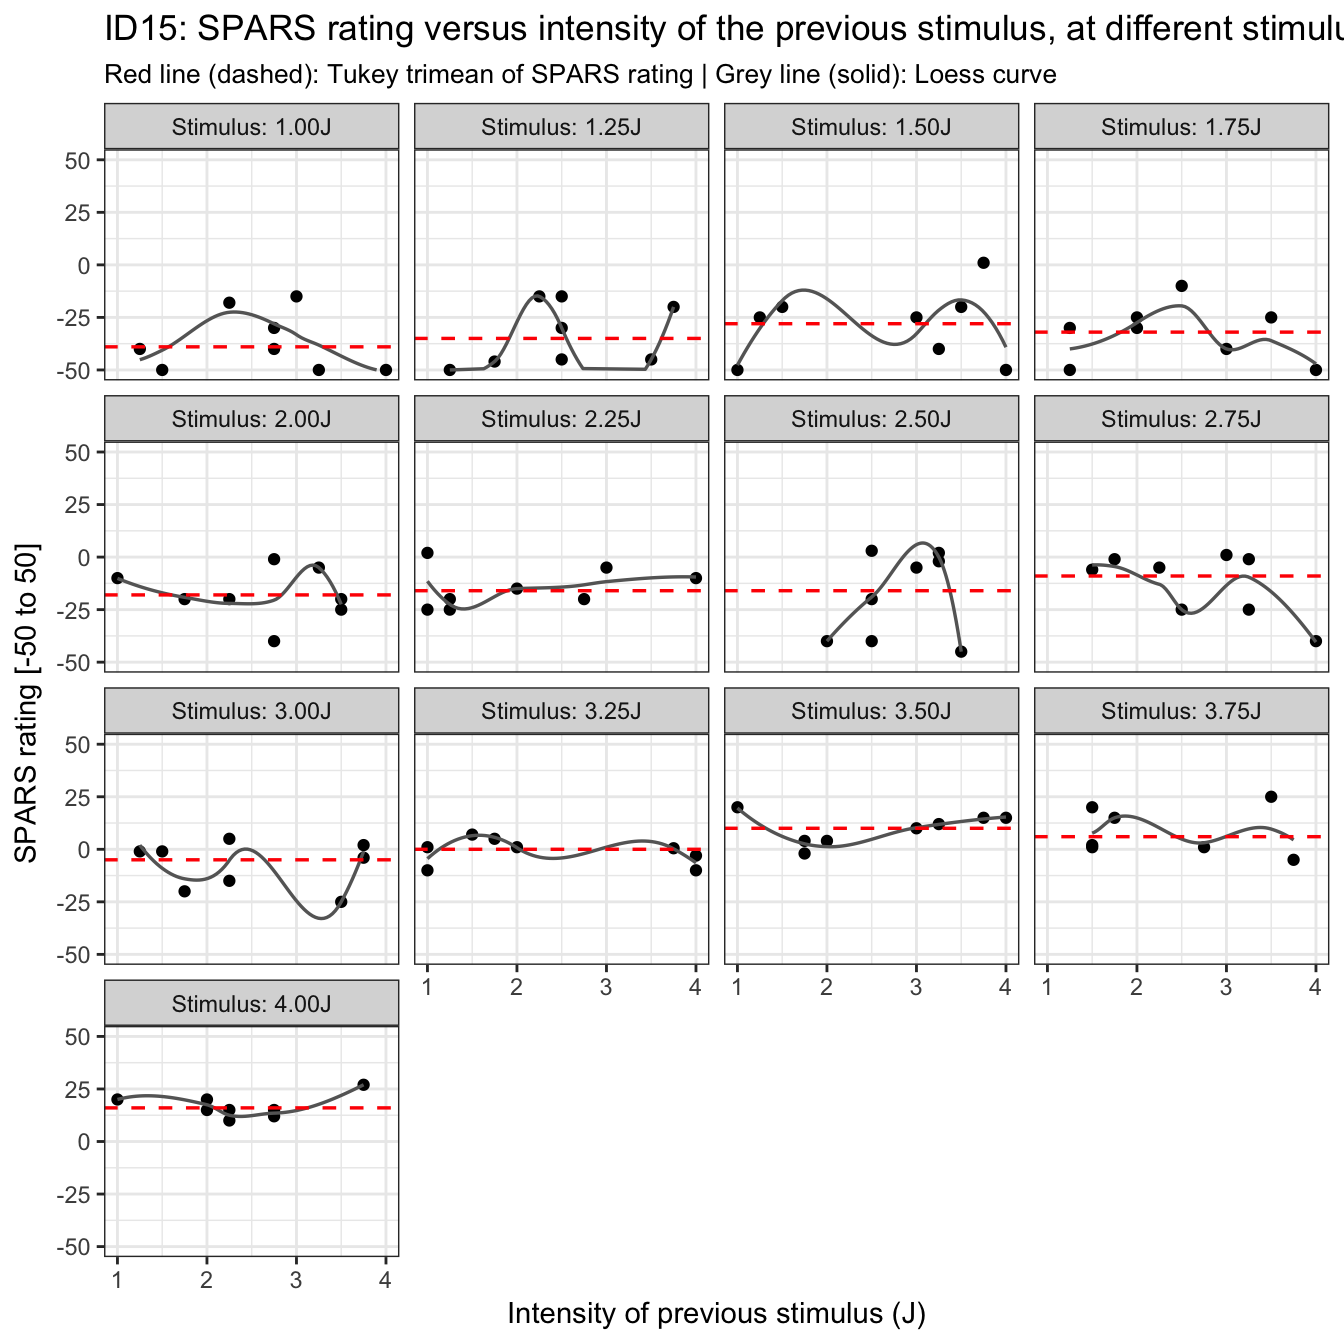 ID15: SPARS rating versus intensity of the previous stimulus, at different
Red line (dashed): Tukey trimean of SPARS rating | Grey line (solid): Loess curve
Stimulus: 1.00J Stimulus: 1.25J Stimulus: 1.50J Stimulus: 1.75J
50
25
0
-25
-50
Stimulus: 2.00J Stimulus: 2.25J Stimulus: 2.50J Stimulus: 2.75J
50
25
0
-25
-50
SPARS rating [-50 to 50]
Stimulus: 3.00J Stimulus: 3.25J Stimulus: 3.50J Stimulus: 3.75J
50
25
0
-25
-50
1 2 3 4 1 2 3 4 1 2 3 4
Stimulus: 4.00J
50
25
0
-25
-50
1 2 3 4
Intensity of previous stimulus (J)